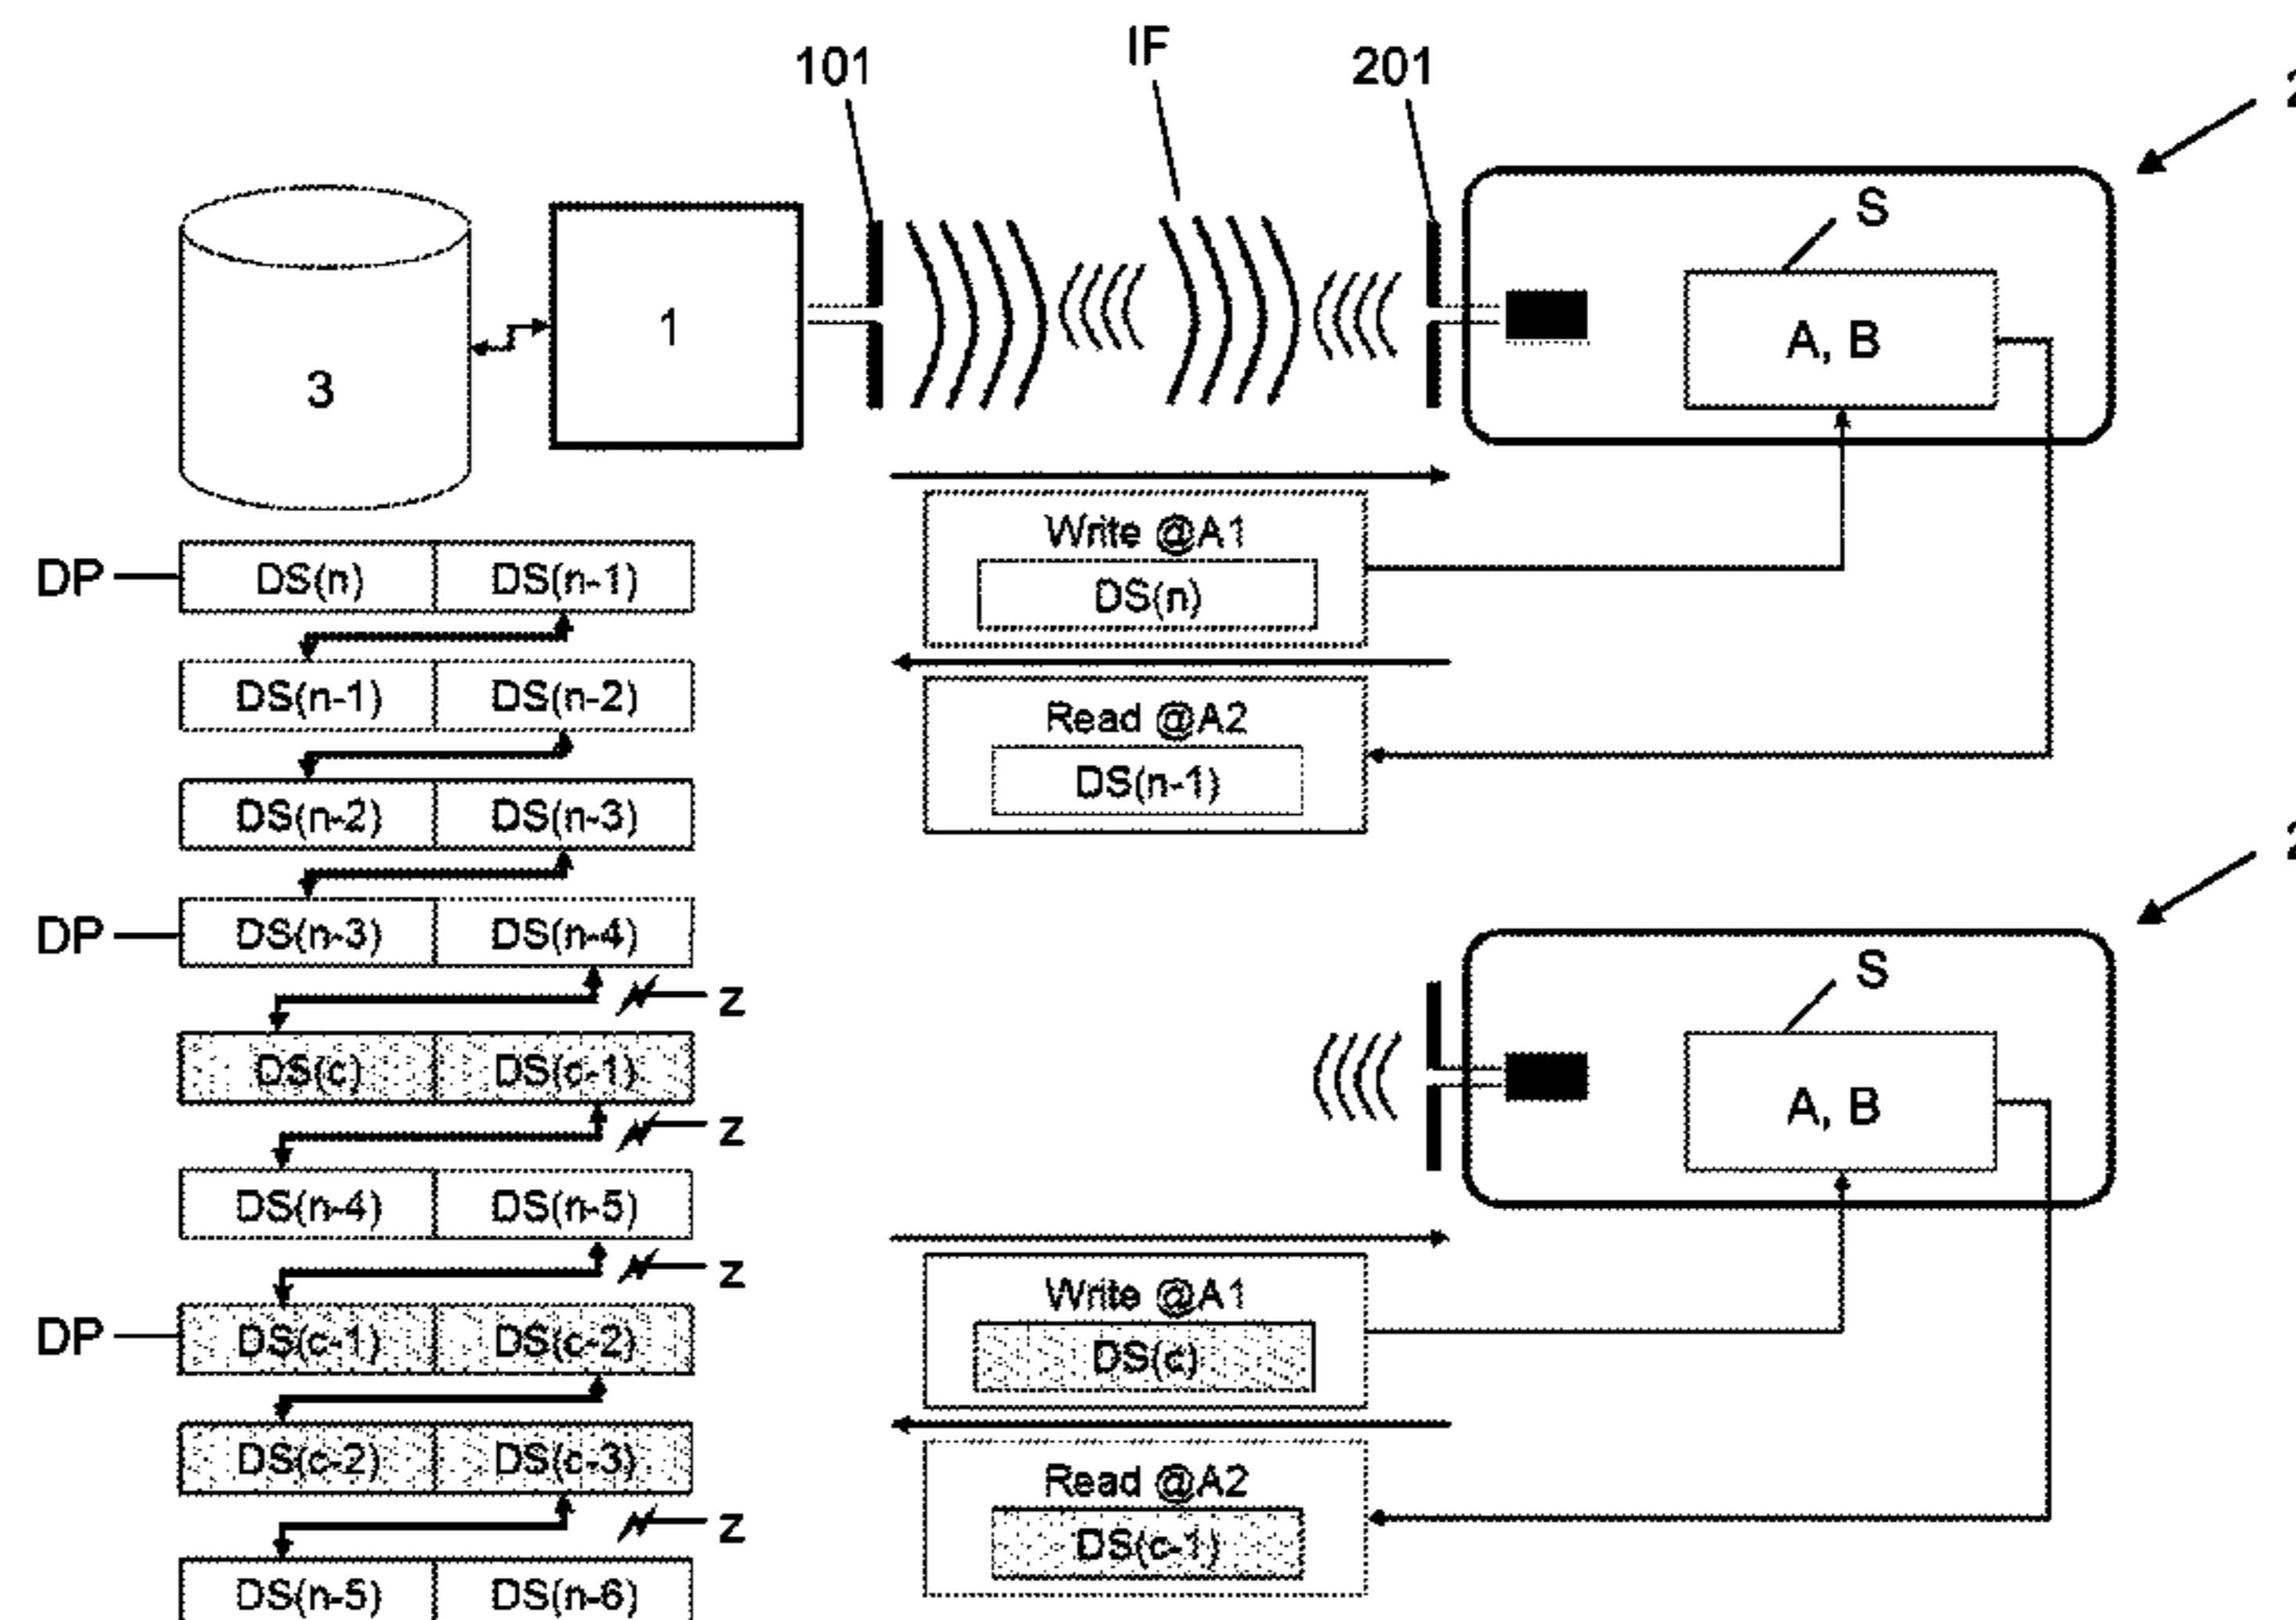 101 IF 201
2
S
3 1 A, B
Write @A1
DP DS(n) DS(n-1) DS(n)
DS(n-1) DS(n-2)
Read @A2
DS(n-1)
DS(n-2) DS(n-3)
2
DP DS(n-3) DS(n-4)
S
z
DS(c) DS(c-1)
A, B
z
DS(n-4) DS(n-5)
z
Write @A1
DP DS(c-1) DS(c-2) DS(c)
DS(c-2) DS(c-3)
Read @A2
z
DS(c-1)
DS(n-5) DS(n-6)